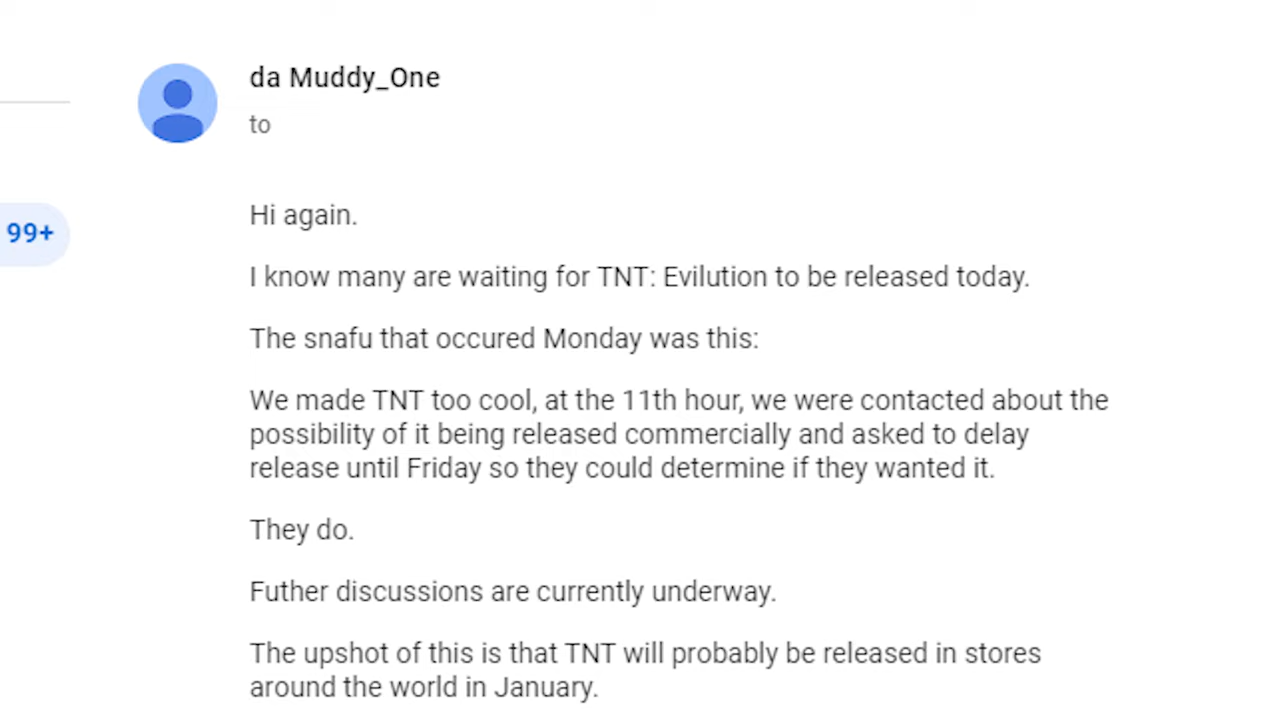 da Muddy_One
to
99+
Hi again.
I know many are waiting for TNT: Evilution to be released today.
The snafu that occured Monday was this:
We made TNT too cool, at the 11th hour, we were contacted about the
possibility of it being released commercially and asked to delay
release until Friday so they could determine if they wanted it.
They do.
Futher discussions are currently underway.
The upshot of this is that TNT will probably be released in stores
around the world in January.